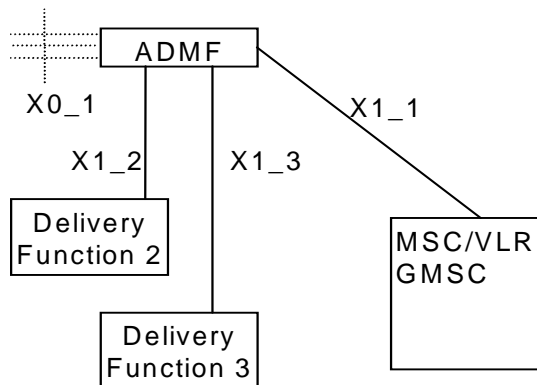 ADMF
X0_1
X1_1
X1_2
X1_3
Delivery
Function 2
MSC/VLR
GMSC
Delivery
Function 3